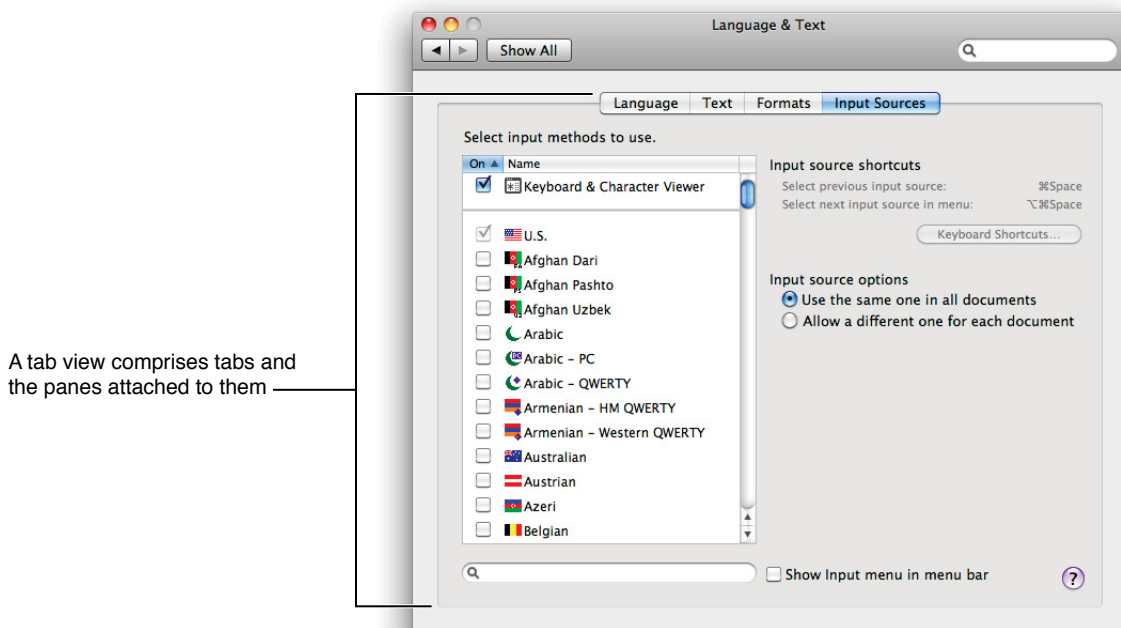 Language & Text
Show All
Language Text Formats Input Sources
Select input methods to use.
On Name
Keyboard & Character Viewer
U.S.
Afghan Dari
Afghan Pashto
Afghan Uzbek
Arabic
Arabic – PC
Arabic – QWERTY
Armenian – HM QWERTY
Armenian – Western QWERTY
Australian
Austrian
Azeri
Belgian
Input source shortcuts
Select previous input source: ⌘Space
Select next input source in menu: ⌥⌘Space
Keyboard Shortcuts...
Input source options
Use the same one in all documents
Allow a different one for each document
Show Input menu in menu bar
?
A tab view comprises tabs and
the panes attached to them